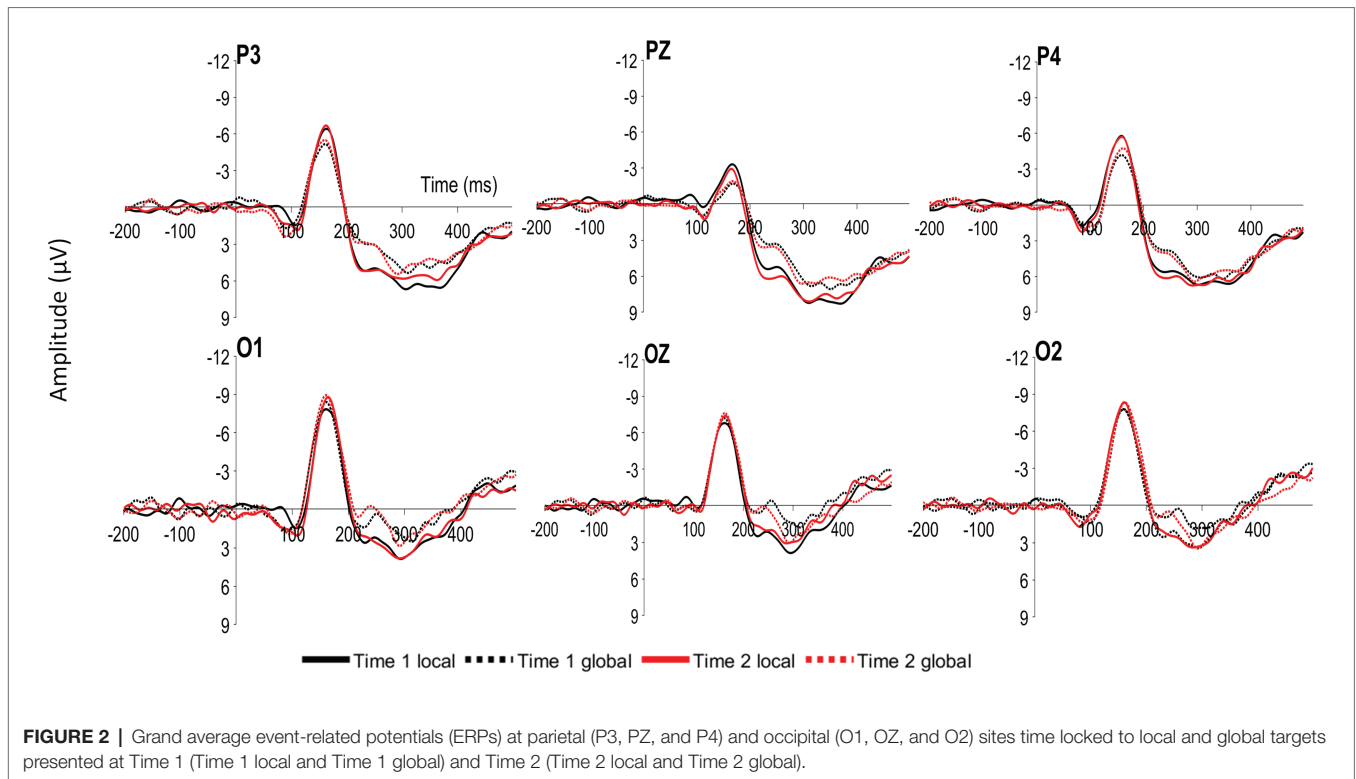 P3 PZ P4
-12 -12 -12
-9 -9 -9
-6 -6 -6
-3 -3 -3
Time (ms)
-200 -100 100 200 300 400 -200 -100 100 200 300 400 -200 -100 100 200 300 400
3 3 3
6 6 6
9 9 9
Amplitude (µV)
O1 OZ O2
-12 -12 -12
-9 -9 -9
-6 -6 -6
-3 -3 -3
-200 -100 100 200 300 400 -200 -100 100 200 300 400 -200 -100 100 200 300 400
3 3 3
6 6 6
9 9 9
Time 1 local Time 1 global Time 2 local Time 2 global
FIGURE 2 | Grand average event-related potentials (ERPs) at parietal (P3, PZ, and P4) and occipital (O1, OZ, and O2) sites time locked to local and global targets
presented at Time 1 (Time 1 local and Time 1 global) and Time 2 (Time 2 local and Time 2 global).